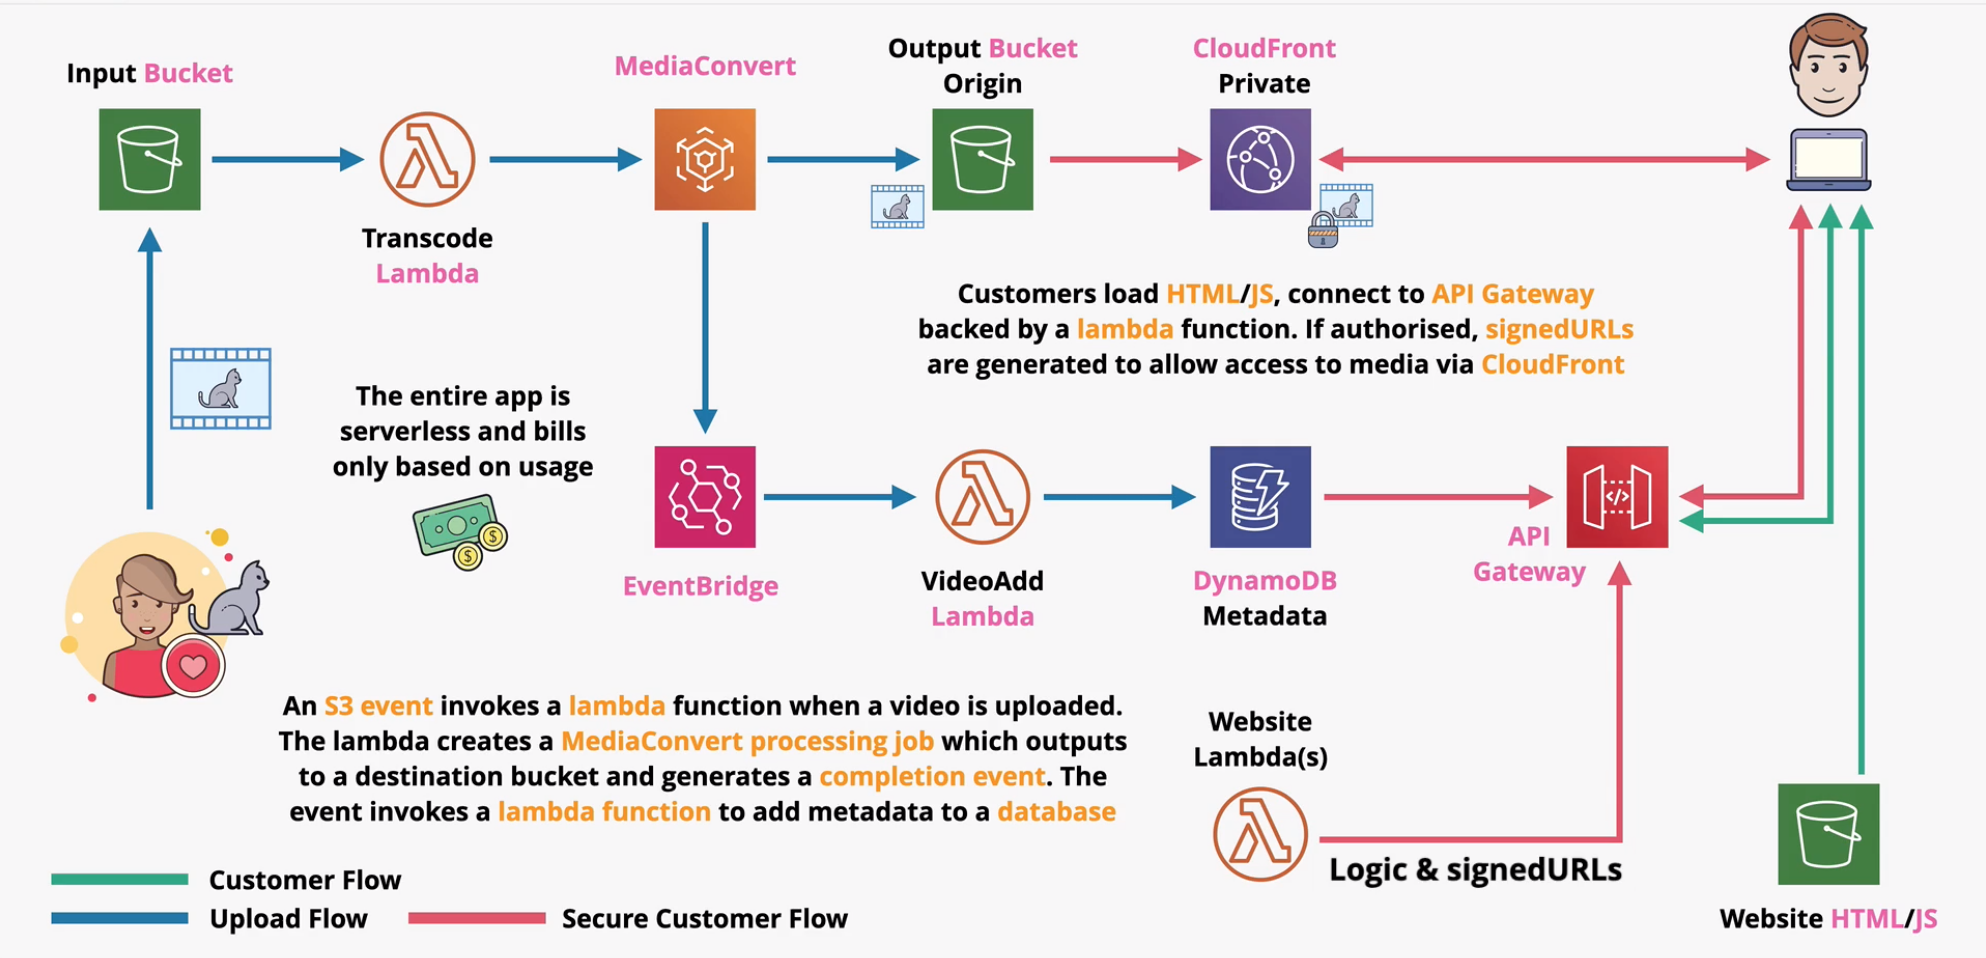 Input Bucket
MediaConvert
Output Bucket
Origin
CloudFront
Private
Transcode
Lambda
Customers load HTML/JS, connect to API Gateway
backed by a lambda function. If authorised, signedURLs
are generated to allow access to media via CloudFront
The entire app is
serverless and bills
only based on usage
EventBridge
VideoAdd
Lambda
DynamoDB
Metadata
API
Gateway
An S3 event invokes a lambda function when a video is uploaded.
The lambda creates a MediaConvert processing job which outputs
to a destination bucket and generates a completion event. The
event invokes a lambda function to add metadata to a database
Website
Lambda(s)
Logic & signedURLs
Customer Flow
Upload Flow
Secure Customer Flow
Website HTML/JS